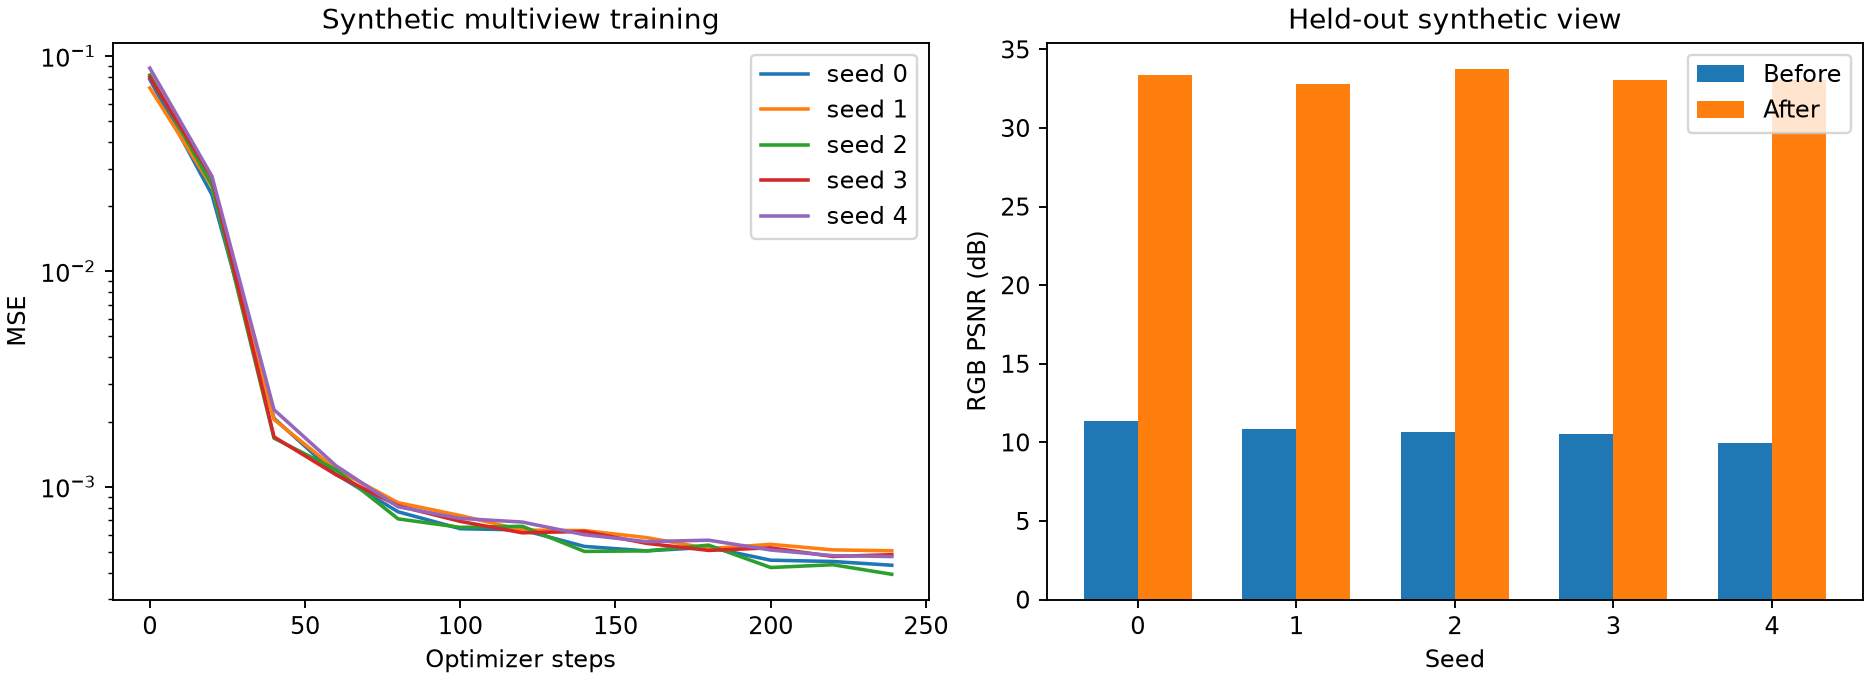 Synthetic multiview training
10⁻¹
10⁻²
10⁻³
MSE
seed 0
seed 1
seed 2
seed 3
seed 4
0 50 100 150 200 250
Optimizer steps
Held-out synthetic view
35
30
25
20
15
10
5
0
RGB PSNR (dB)
Before
After
0 1 2 3 4
Seed